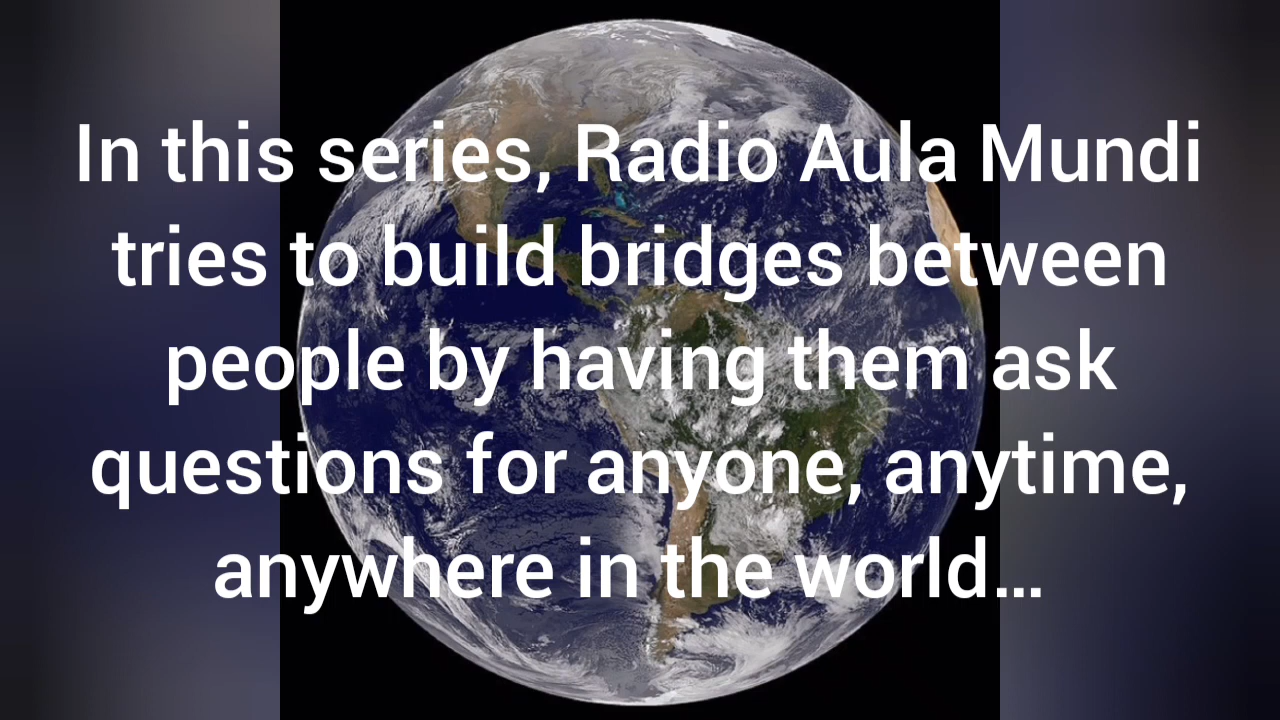 In this series, Radio Aula Mundi
tries to build bridges between
people by having them ask
questions for anyone, anytime,
anywhere in the world…